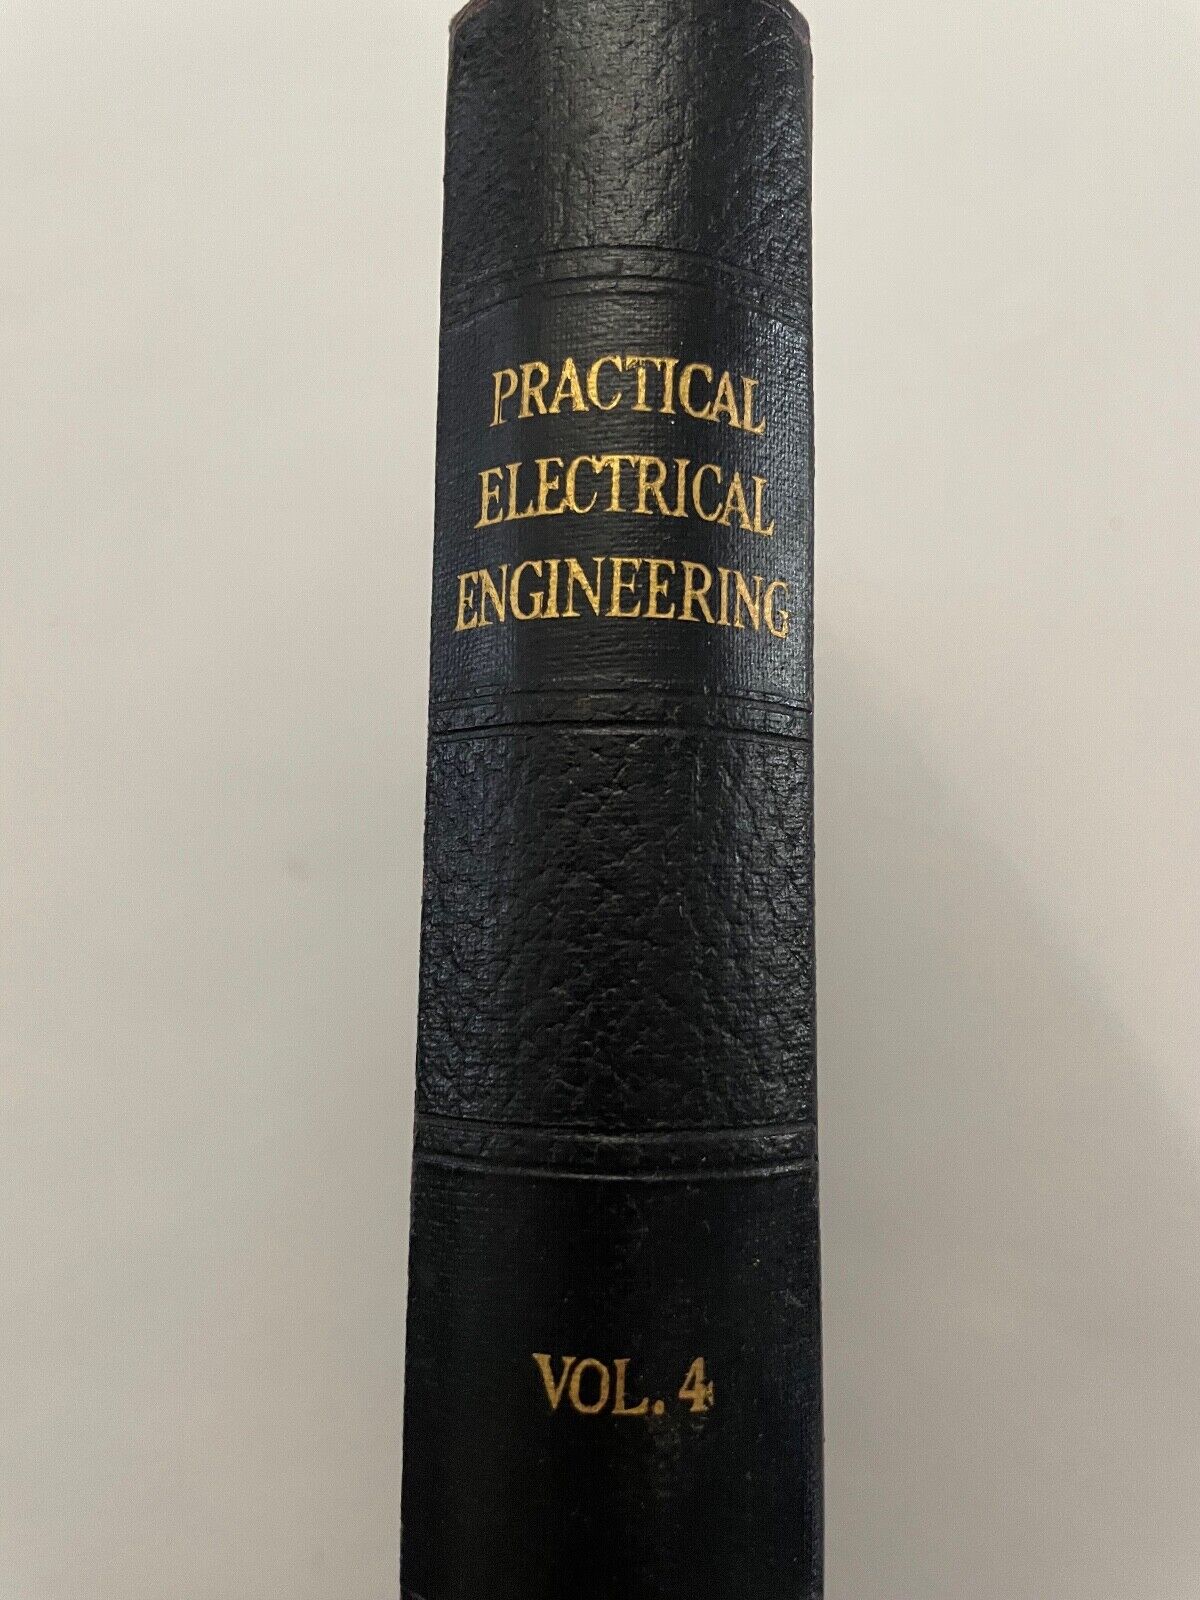 PRACTICAL
ELECTRICAL
ENGINEERING
VOL. 4